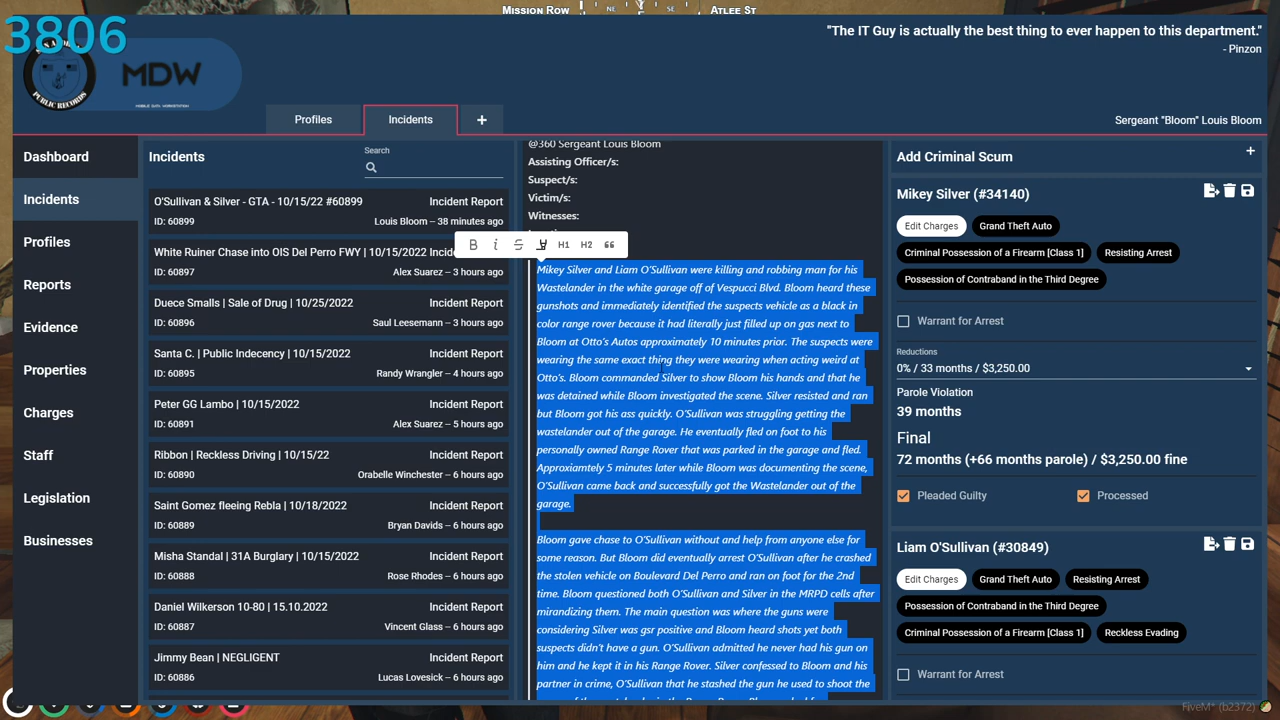 Mission Row
NE
SE
Atlee St
3806
PUBLIC RECORDS
MDW
MOBILE DATA WORKSTATION
"The IT Guy is actually the best thing to ever happen to this department."
- Pinzon
Profiles
Incidents
+
Sergeant "Bloom" Louis Bloom
Dashboard
Incidents
Profiles
Reports
Evidence
Properties
Charges
Staff
Legislation
Businesses
Incidents
Search
O'Sullivan & Silver - GTA - 10/15/22 #60899
Incident Report
ID: 60899
Louis Bloom – 38 minutes ago
White Ruiner Chase into OIS Del Perro FWY | 10/15/2022
ID: 60897
Alex Suarez – 3 hours ago
Duece Smalls | Sale of Drug | 10/25/2022
Incident Report
ID: 60896
Saul Leesemann – 3 hours ago
Santa C. | Public Indecency | 10/15/2022
Incident Report
ID: 60895
Randy Wrangler – 4 hours ago
Peter GG Lambo | 10/15/2022
Incident Report
ID: 60891
Alex Suarez – 5 hours ago
Ribbon | Reckless Driving | 10/15/22
Incident Report
ID: 60890
Orabelle Winchester – 6 hours ago
Saint Gomez fleeing Rebla | 10/18/2022
Incident Report
ID: 60889
Bryan Davids – 6 hours ago
Misha Standal | 31A Burglary | 10/15/2022
Incident Report
ID: 60888
Rose Rhodes – 6 hours ago
Daniel Wilkerson 10-80 | 15.10.2022
Incident Report
ID: 60887
Vincent Glass – 6 hours ago
Jimmy Bean | NEGLIGENT
Incident Report
ID: 60886
Lucas Lovesick – 6 hours ago
@360 Sergeant Louis Bloom
Assisting Officer/s:
Suspect/s:
Victim/s:
Witnesses:
B i S H1 H2
Mikey Silver and Liam O'Sullivan were killing and robbing man for his
Wastelander in the white garage off of Vespucci Blvd. Bloom heard these
gunshots and immediately identified the suspects vehicle as a black in
color range rover because it had literally just filled up on gas next to
Bloom at Otto's Autos approximately 10 minutes prior. The suspects were
wearing the same exact thing they were wearing when acting weird at
Otto's. Bloom commanded Silver to show Bloom his hands and that he
was detained while Bloom investigated the scene. Silver resisted and ran
but Bloom got his ass quickly. O'Sullivan was struggling getting the
wastelander out of the garage. He eventually fled on foot to his
personally owned Range Rover that was parked in the garage and fled.
Approxiamtely 5 minutes later while Bloom was documenting the scene,
O'Sullivan came back and successfully got the Wastelander out of the
garage.
Bloom gave chase to O'Sullivan without and help from anyone else for
some reason. But Bloom did eventually arrest O'Sullivan after he crashed
the stolen vehicle on Boulevard Del Perro and ran on foot for the 2nd
time. Bloom questioned both O'Sullivan and Silver in the MRPD cells after
mirandizing them. The main question was where the guns were
considering Silver was gsr positive and Bloom heard shots yet both
suspects didn't have a gun. O'Sullivan admitted he never had his gun on
him and he kept it in his Range Rover. Silver confessed to Bloom and his
partner in crime, O'Sullivan that he stashed the gun he used to shoot the
Add Criminal Scum
+
Mikey Silver (#34140)
Edit Charges
Grand Theft Auto
Criminal Possession of a Firearm [Class 1]
Resisting Arrest
Possession of Contraband in the Third Degree
Warrant for Arrest
Reductions
0% / 33 months / $3,250.00
Parole Violation
39 months
Final
72 months (+66 months parole) / $3,250.00 fine
Pleaded Guilty
Processed
Liam O'Sullivan (#30849)
Edit Charges
Grand Theft Auto
Resisting Arrest
Possession of Contraband in the Third Degree
Criminal Possession of a Firearm [Class 1]
Reckless Evading
Warrant for Arrest
FiveM* (b2372)